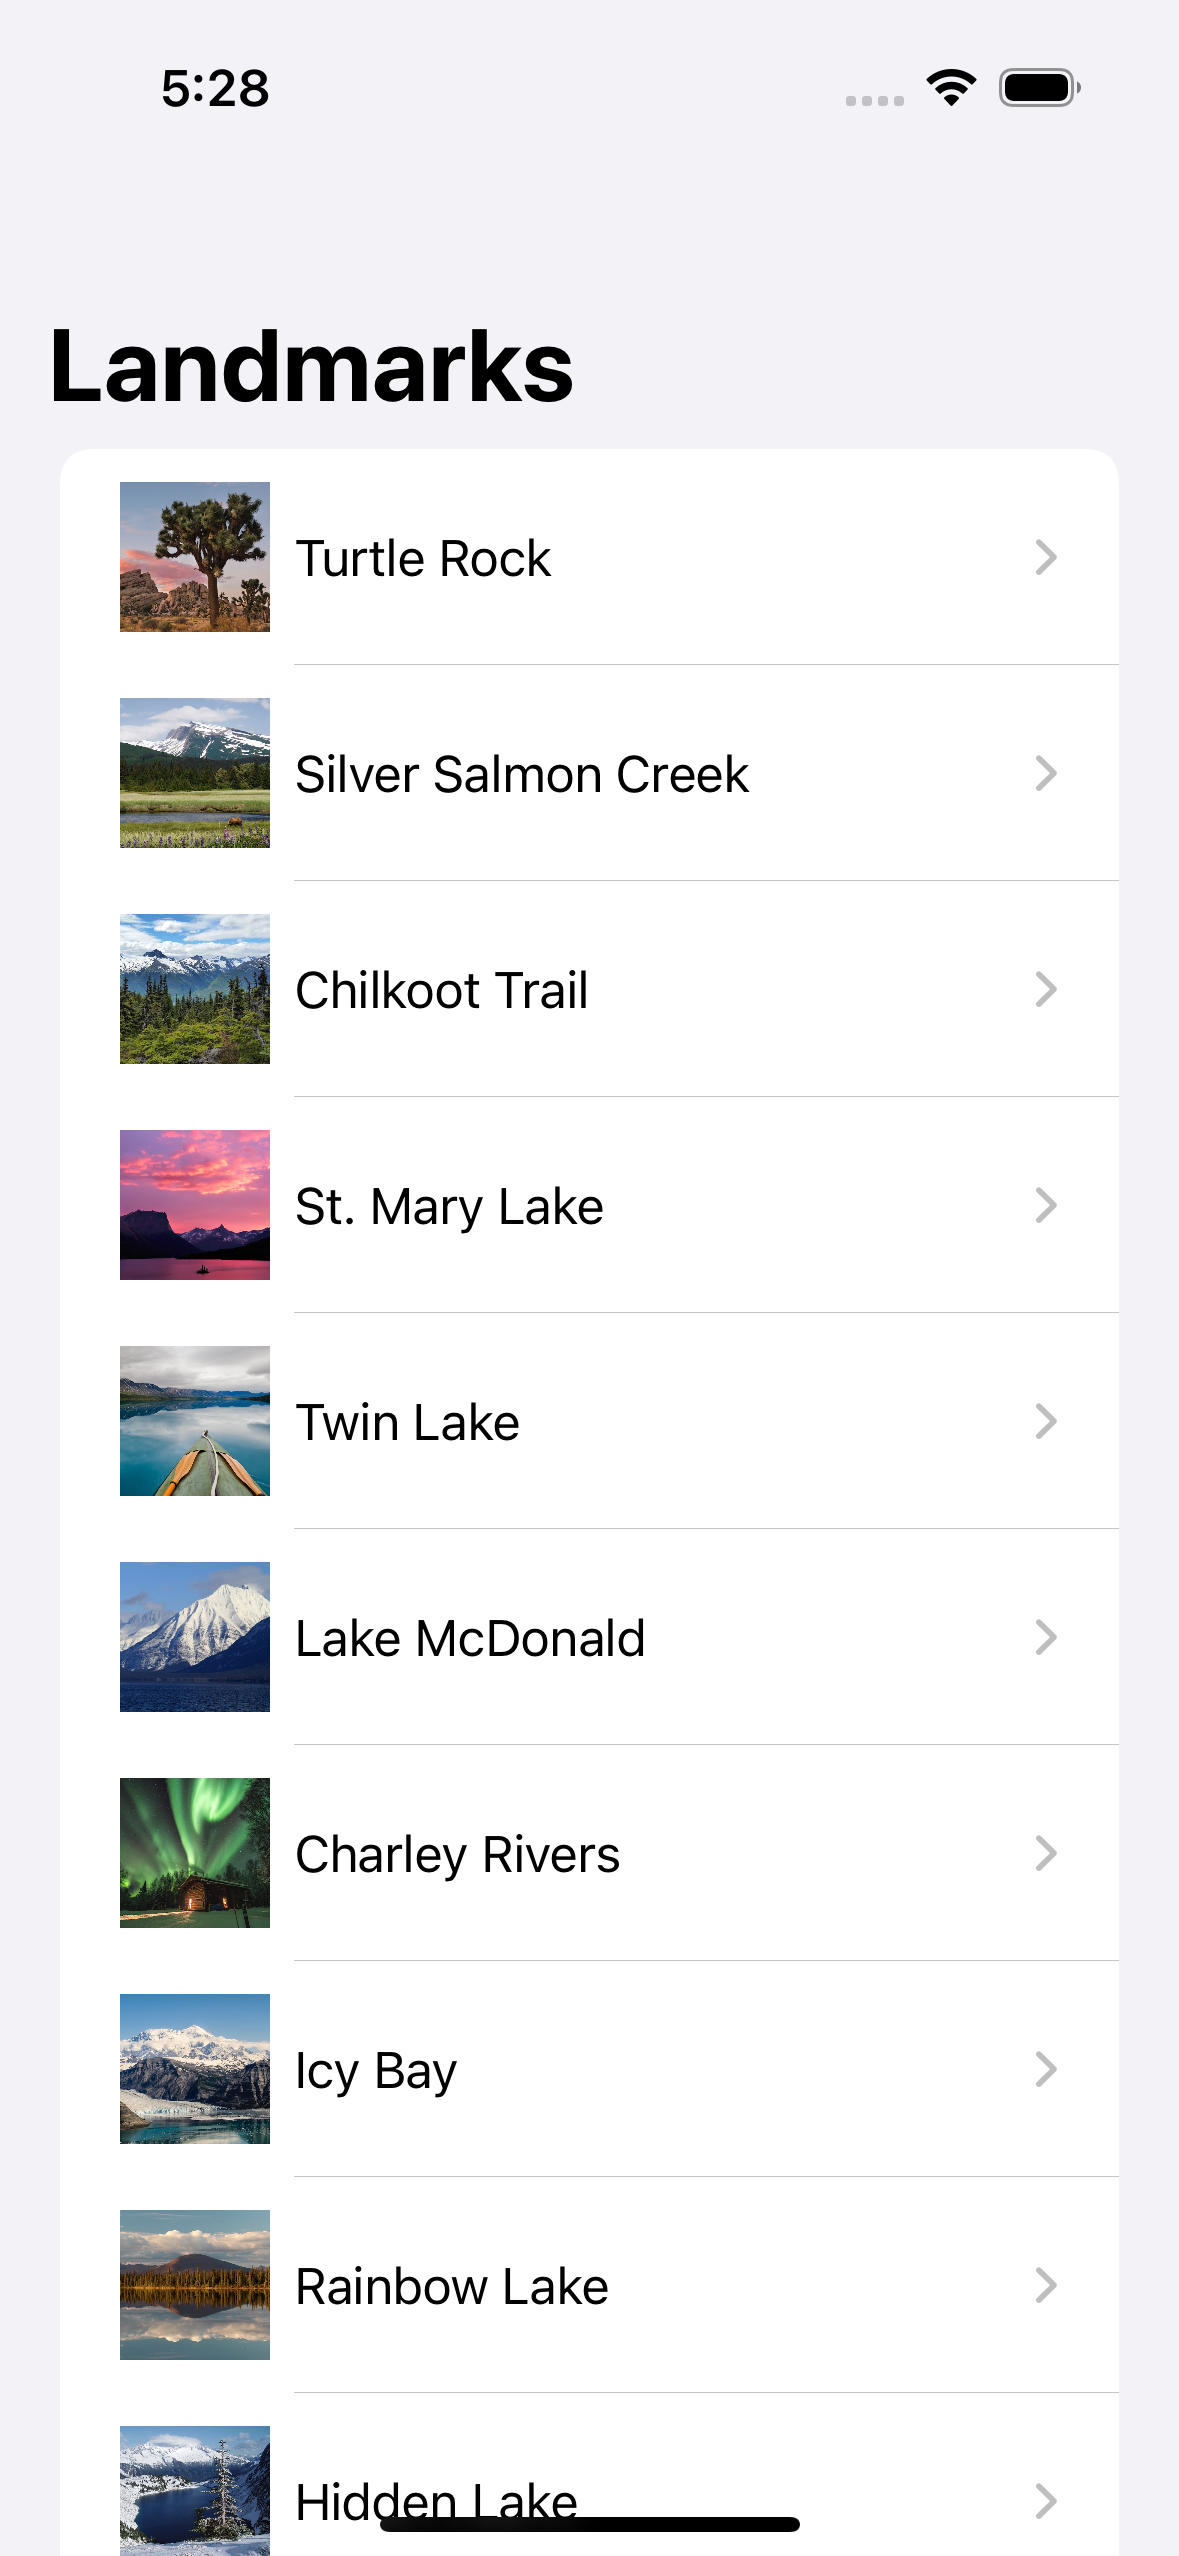 5:28
Landmarks
Turtle Rock
Silver Salmon Creek
Chilkoot Trail
St. Mary Lake
Twin Lake
Lake McDonald
Charley Rivers
Icy Bay
Rainbow Lake
Hidden Lake